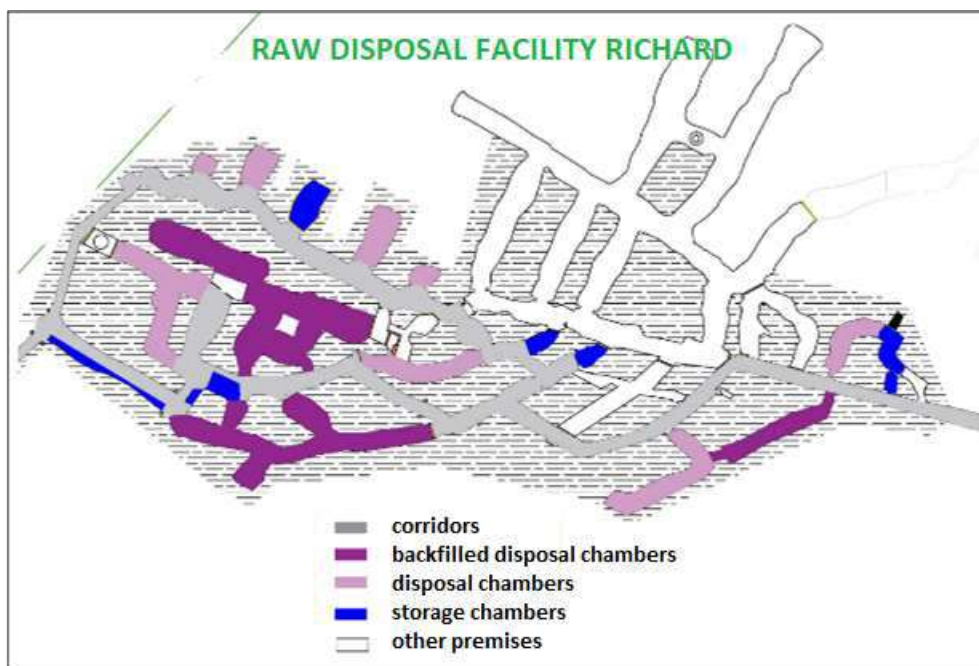 RAW DISPOSAL FACILITY RICHARD
corridors
backfilled disposal chambers
disposal chambers
storage chambers
other premises